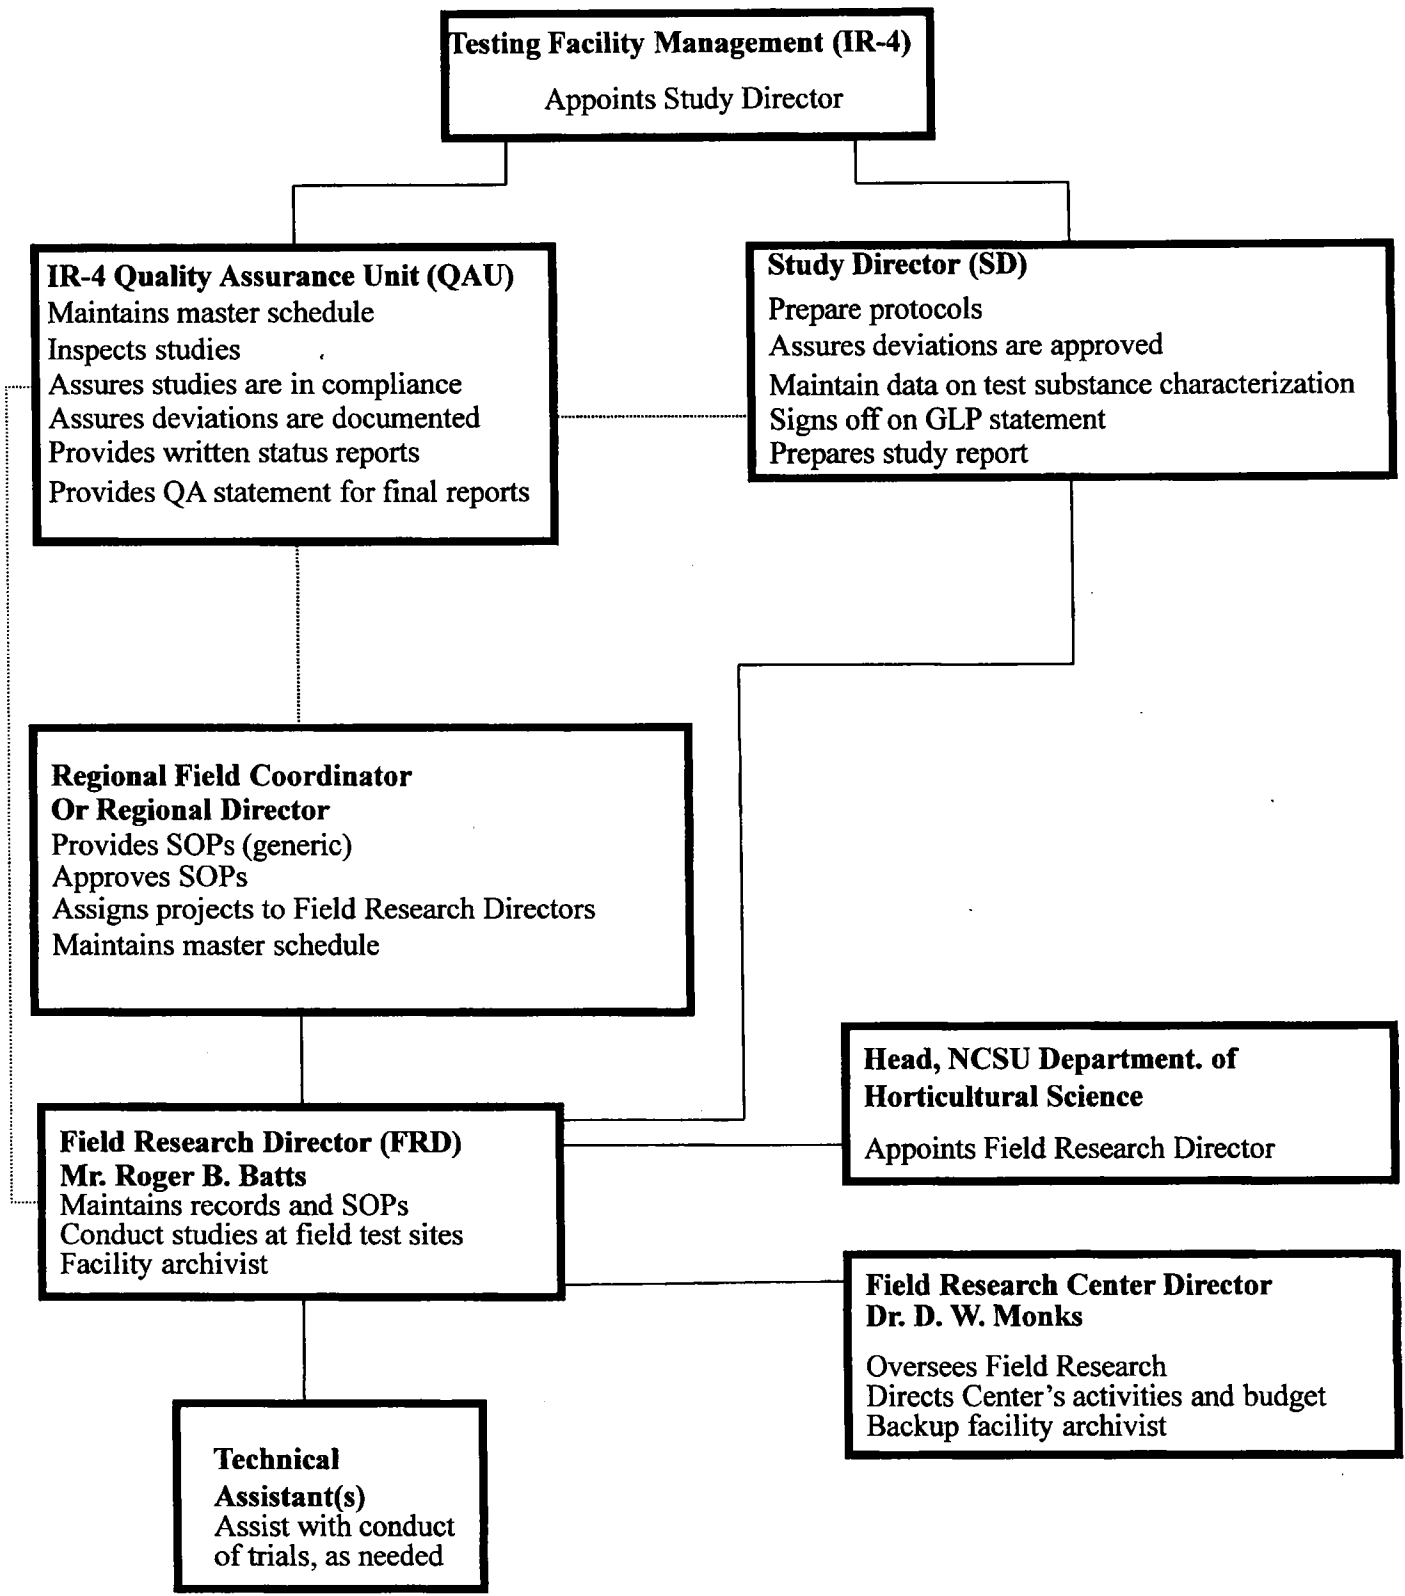 Testing Facility Management (IR-4)
Appoints Study Director
IR-4 Quality Assurance Unit (QAU)
Maintains master schedule
Inspects studies
Assures studies are in compliance
Assures deviations are documented
Provides written status reports
Provides QA statement for final reports
Study Director (SD)
Prepare protocols
Assures deviations are approved
Maintain data on test substance characterization
Signs off on GLP statement
Prepares study report
Regional Field Coordinator
Or Regional Director
Provides SOPs (generic)
Approves SOPs
Assigns projects to Field Research Directors
Maintains master schedule
Head, NCSU Department. of
Horticultural Science
Appoints Field Research Director
Field Research Director (FRD)
Mr. Roger B. Batts
Maintains records and SOPs
Conduct studies at field test sites
Facility archivist
Field Research Center Director
Dr. D. W. Monks
Oversees Field Research
Directs Center's activities and budget
Backup facility archivist
Technical
Assistant(s)
Assist with conduct
of trials, as needed